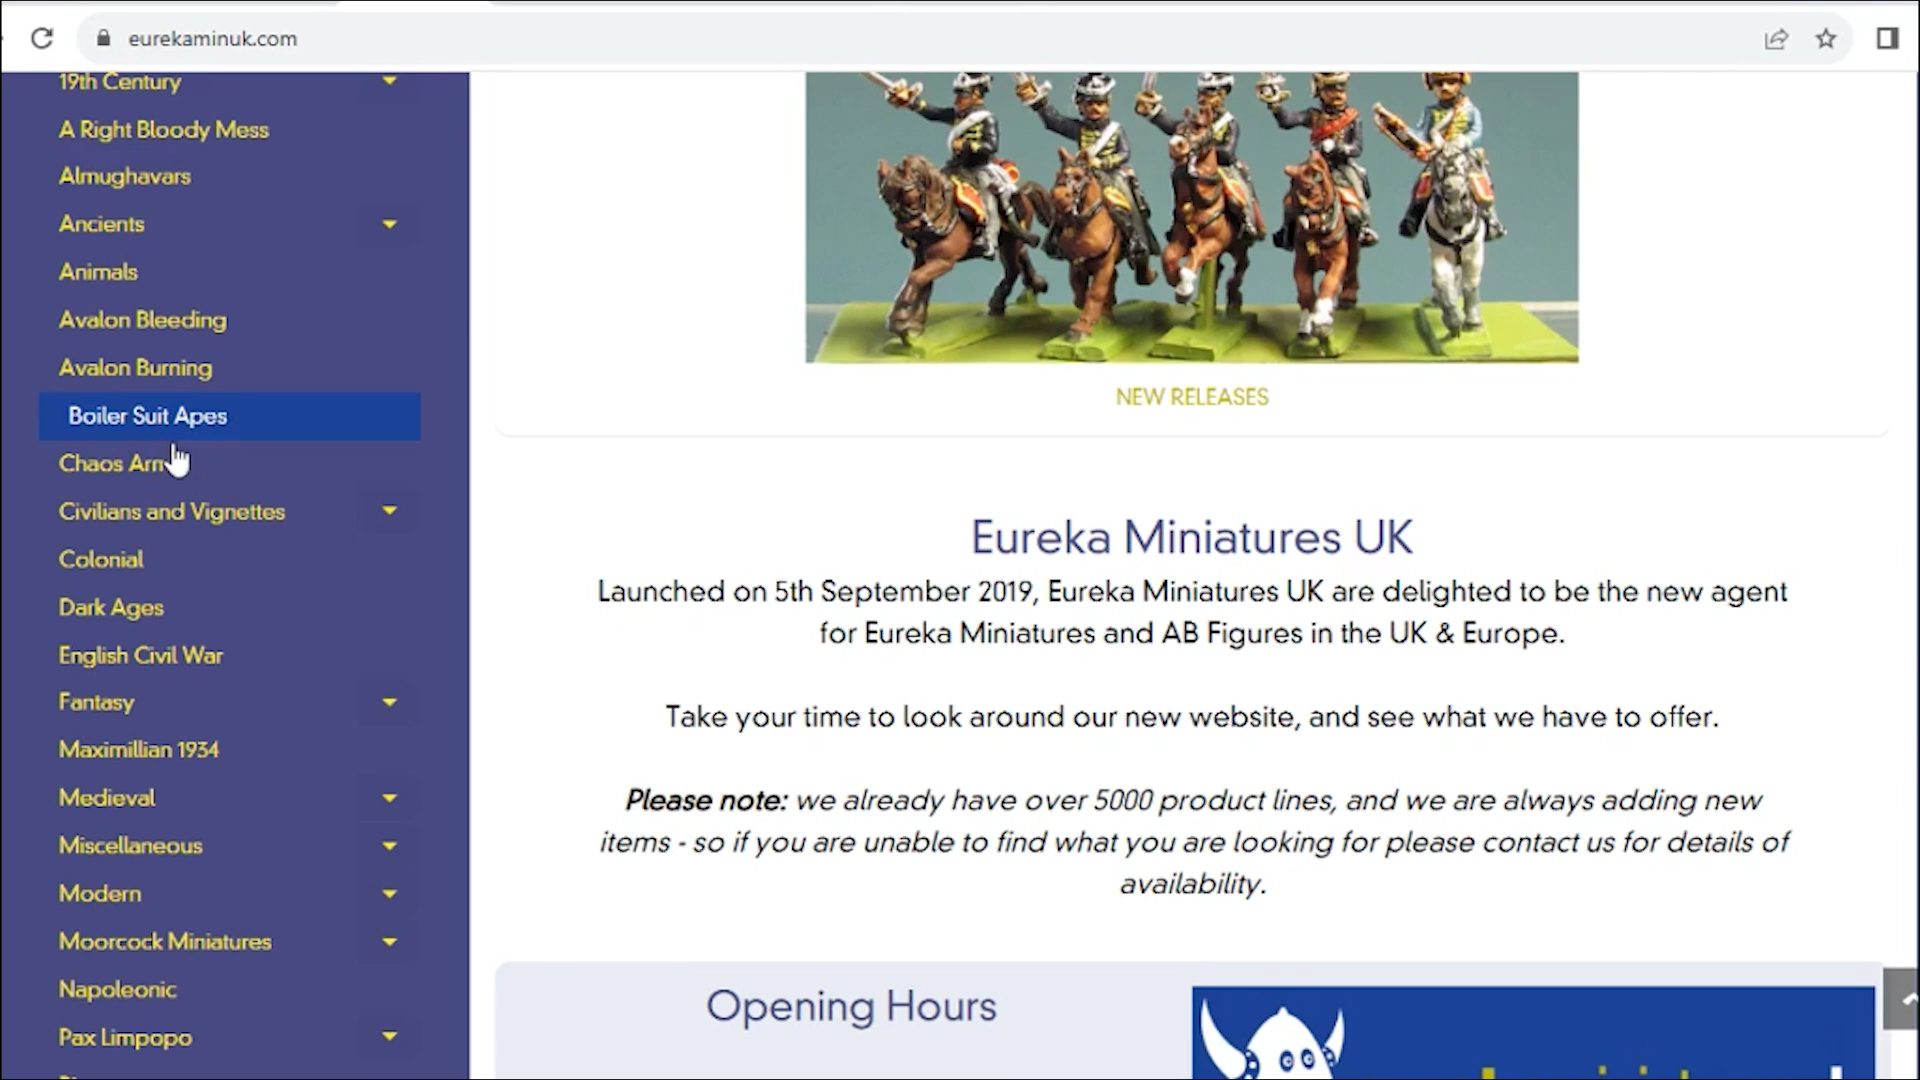 eurekaminuk.com
19th Century
A Right Bloody Mess
Almughavars
Ancients
Animals
Avalon Bleeding
Avalon Burning
Boiler Suit Apes
Chaos
Civilians and Vignettes
Colonial
Dark Ages
English Civil War
Fantasy
Maximillian 1934
Medieval
Miscellaneous
Modern
Moorcock Miniatures
Napoleonic
Pax Limpopo
NEW RELEASES
Eureka Miniatures UK
Launched on 5th September 2019, Eureka Miniatures UK are delighted to be the new agent
for Eureka Miniatures and AB Figures in the UK & Europe.
Take your time to look around our new website, and see what we have to offer.
Please note: we already have over 5000 product lines, and we are always adding new
items - so if you are unable to find what you are looking for please contact us for details of
availability.
Opening Hours